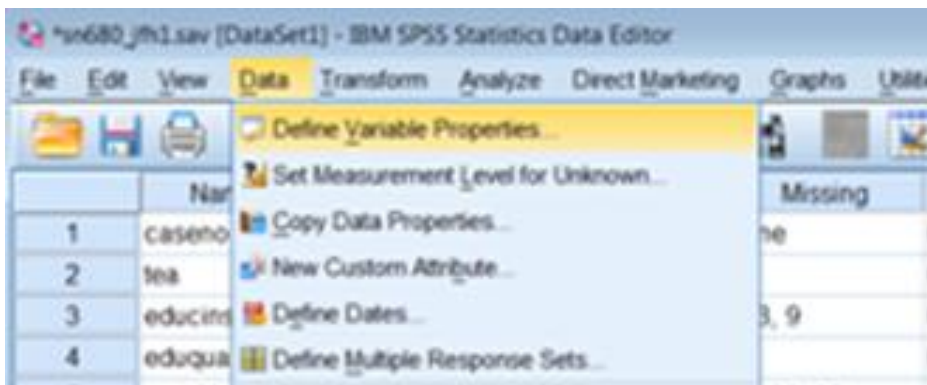 *sn680_jfh1.sav [DataSet1] - IBM SPSS Statistics Data Editor
File Edit View Data Transform Analyze Direct Marketing Graphs
Define Variable Properties...
Set Measurement Level for Unknown...
Nar Missing
Copy Data Properties...
1 caseno ne
New Custom Attribute...
2 tea
Define Dates...
3 educins 8, 9
Define Multiple Response Sets...
4 eduqua